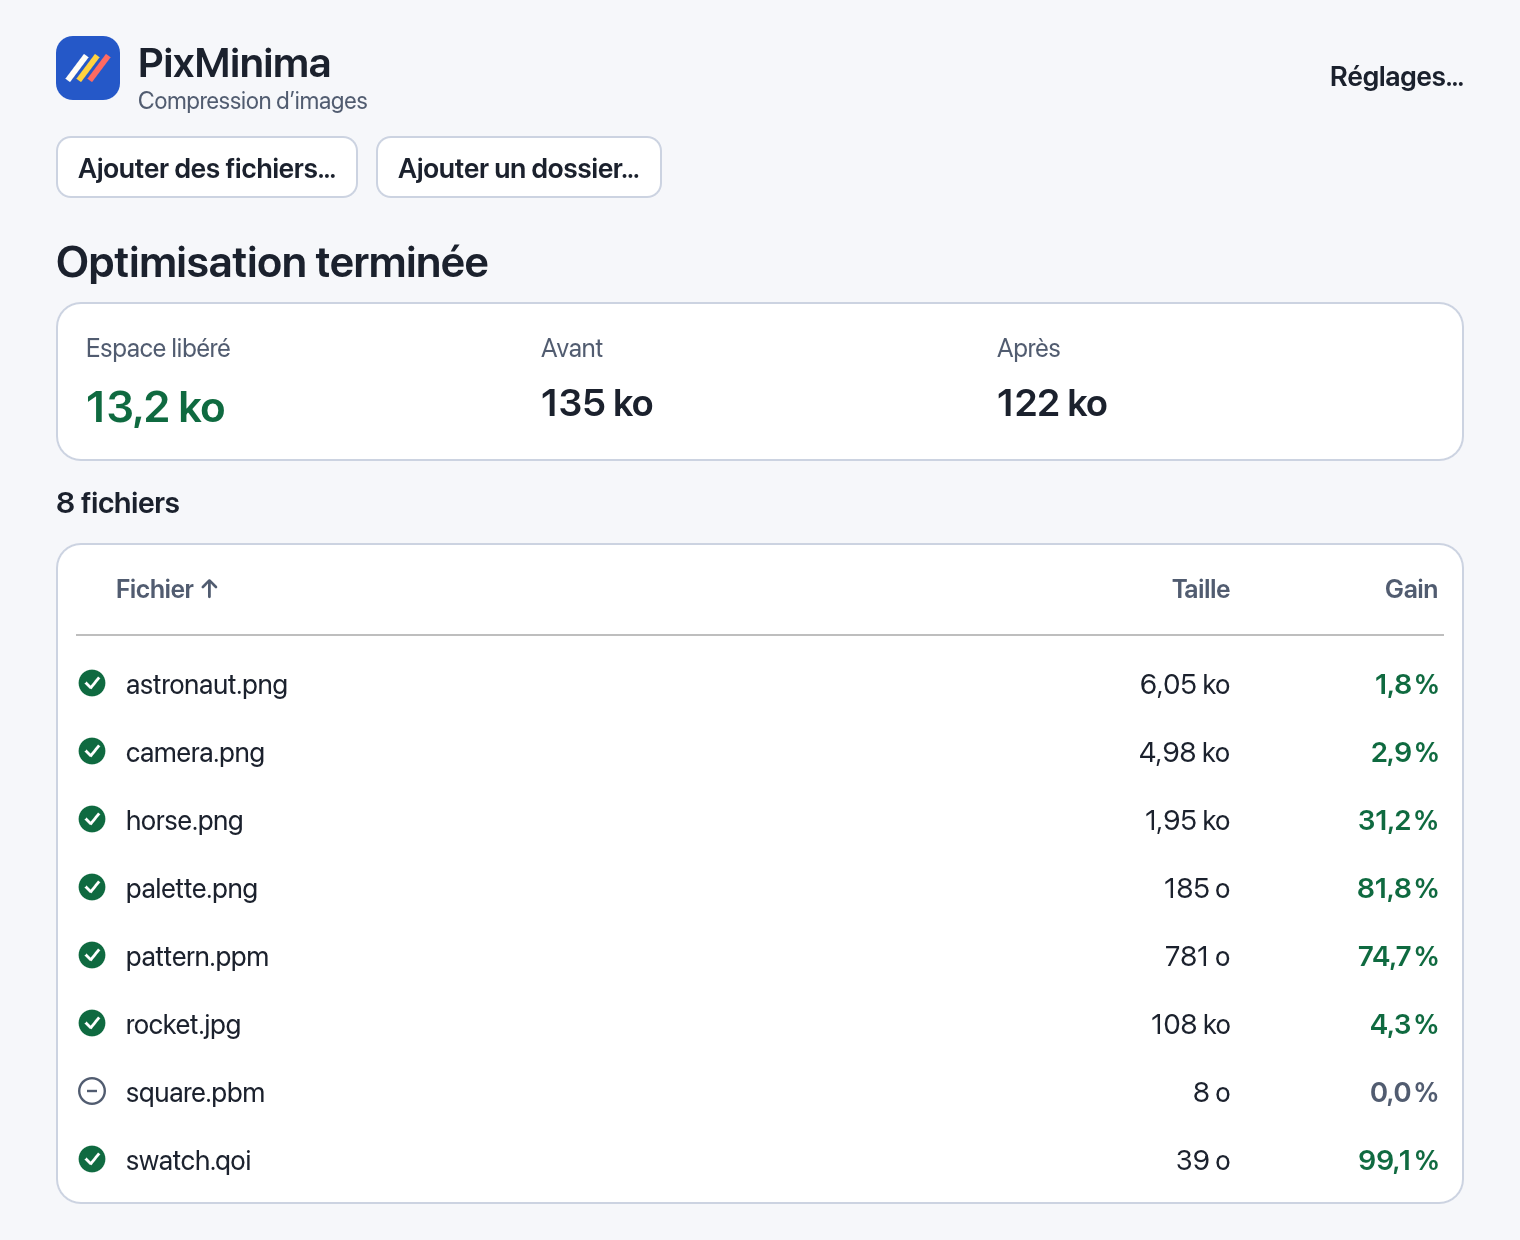 PixMinima
Compression d’images
Réglages...
Ajouter des fichiers...
Ajouter un dossier...
Optimisation terminée
Espace libéré
Avant
Après
13,2 ko
135 ko
122 ko
8 fichiers
Fichier ↑ Taille Gain
astronaut.png 6,05 ko 1,8 %
camera.png 4,98 ko 2,9 %
horse.png 1,95 ko 31,2 %
palette.png 185 o 81,8 %
pattern.ppm 781 o 74,7 %
rocket.jpg 108 ko 4,3 %
square.pbm 8 o 0,0 %
swatch.qoi 39 o 99,1 %